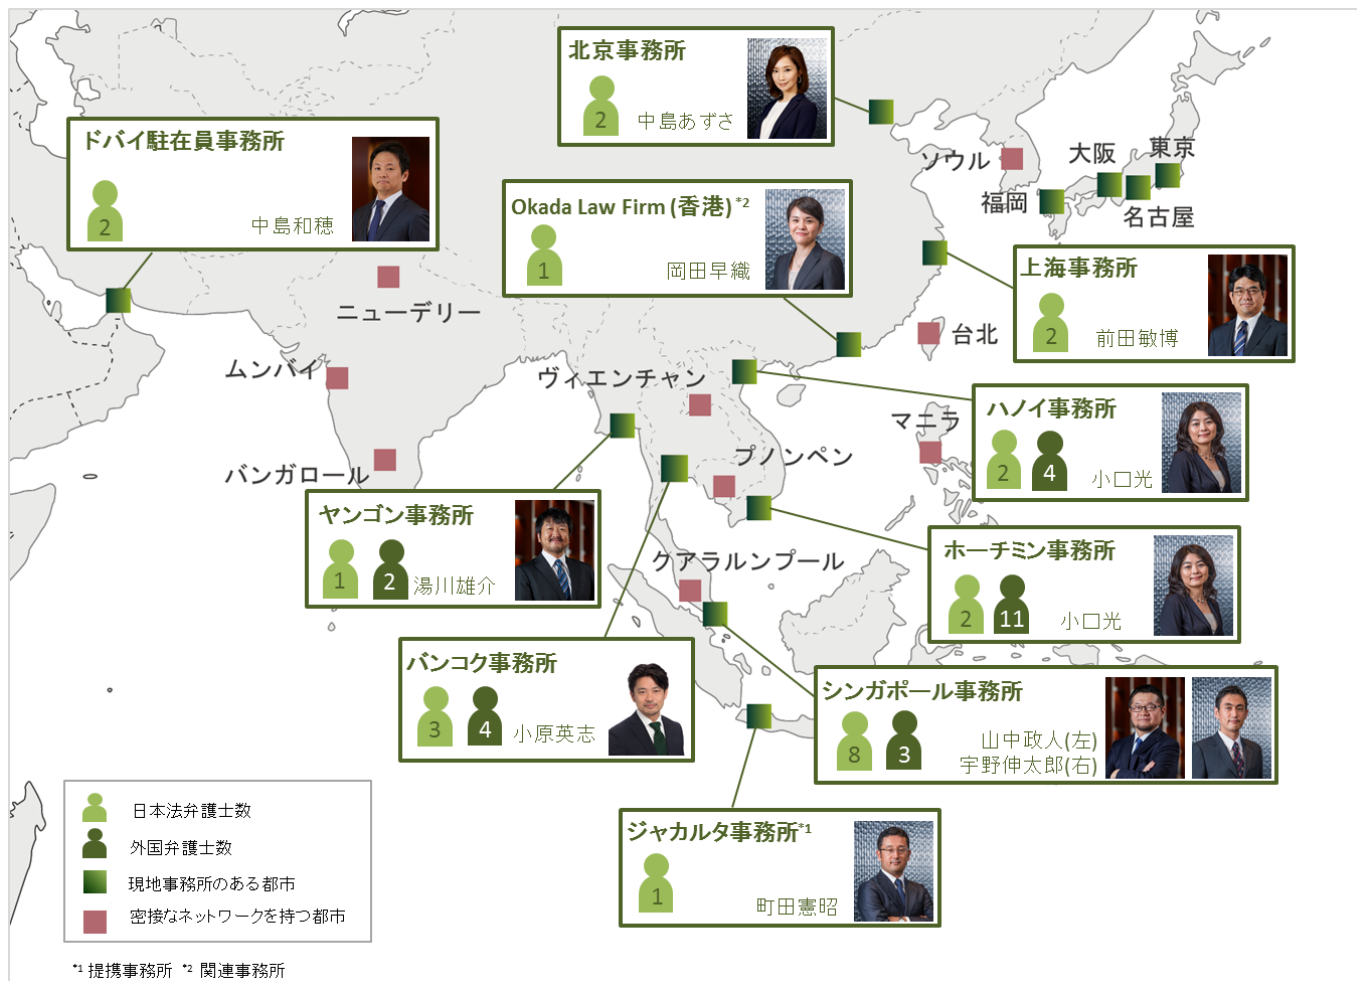 北京事務所
2
中島あずさ
ドバイ駐在員事務所
2
中島和穂
ソウル
大阪
東京
福岡
名古屋
Okada Law Firm (香港) *2
1
岡田早織
上海事務所
2
前田敏博
ニューデリー
台北
ムンバイ
ヴィエンチャン
ハノイ事務所
2
4
小口光
マニラ
バンガロール
プノンペン
ヤンゴン事務所
1
2
湯川雄介
ホーチミン事務所
2
11
小口光
クアラルンプール
バンコク事務所
3
4
小原英志
シンガポール事務所
8
3
山中政人(左)
宇野伸太郎(右)
ジャカルタ事務所*1
1
町田憲昭
日本法弁護士数
外国弁護士数
現地事務所のある都市
密接なネットワークを持つ都市
*1 提携事務所 *2 関連事務所